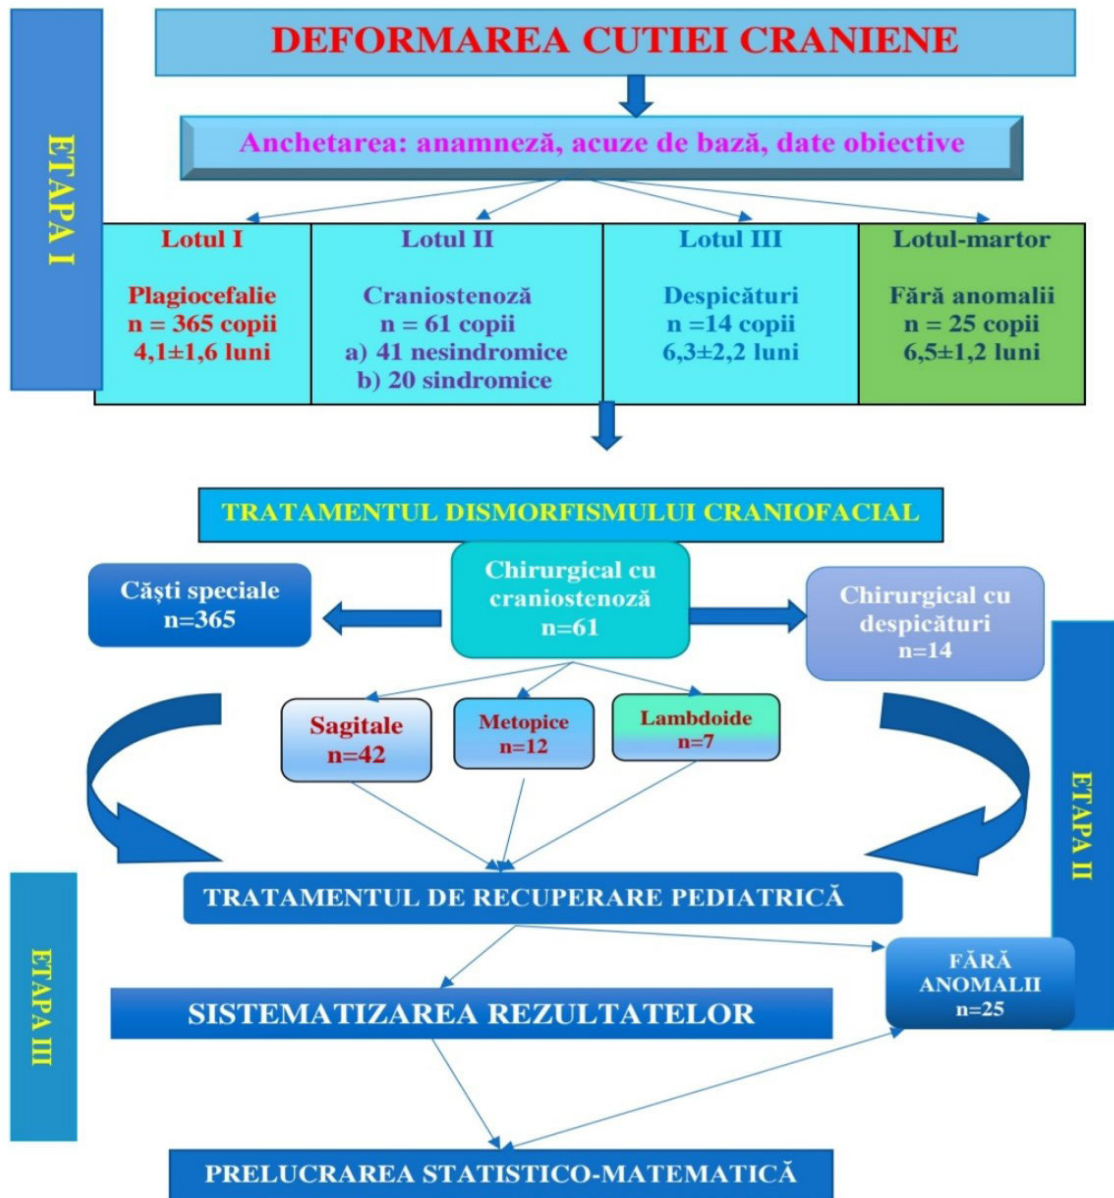 DEFORMAREA CUTIEI CRANIENE
Anchetarea: anamneză, acuze de bază, date obiective
ETAPA I
Lotul I
Plagiocefalie
n = 365 copii
4,1±1,6 luni
Lotul II
Craniostenoză
n = 61 copii
a) 41 nesindromice
b) 20 sindromice
Lotul III
Despicături
n =14 copii
6,3±2,2 luni
Lotul-martor
Fără anomalii
n = 25 copii
6,5±1,2 luni
TRATAMENTUL DISMORFISMULUI CRANIOFACIAL
Căști speciale
n=365
Chirurgical cu
craniostenoză
n=61
Chirurgical cu
despicături
n=14
Sagitale
n=42
Metopice
n=12
Lambdoide
n=7
ETAPA II
TRATAMENTUL DE RECUPERARE PEDIATRICĂ
ETAPA III
FĂRĂ
ANOMALII
n=25
SISTEMATIZAREA REZULTATELOR
PRELUCRAREA STATISTICO-MATEMATICĂ